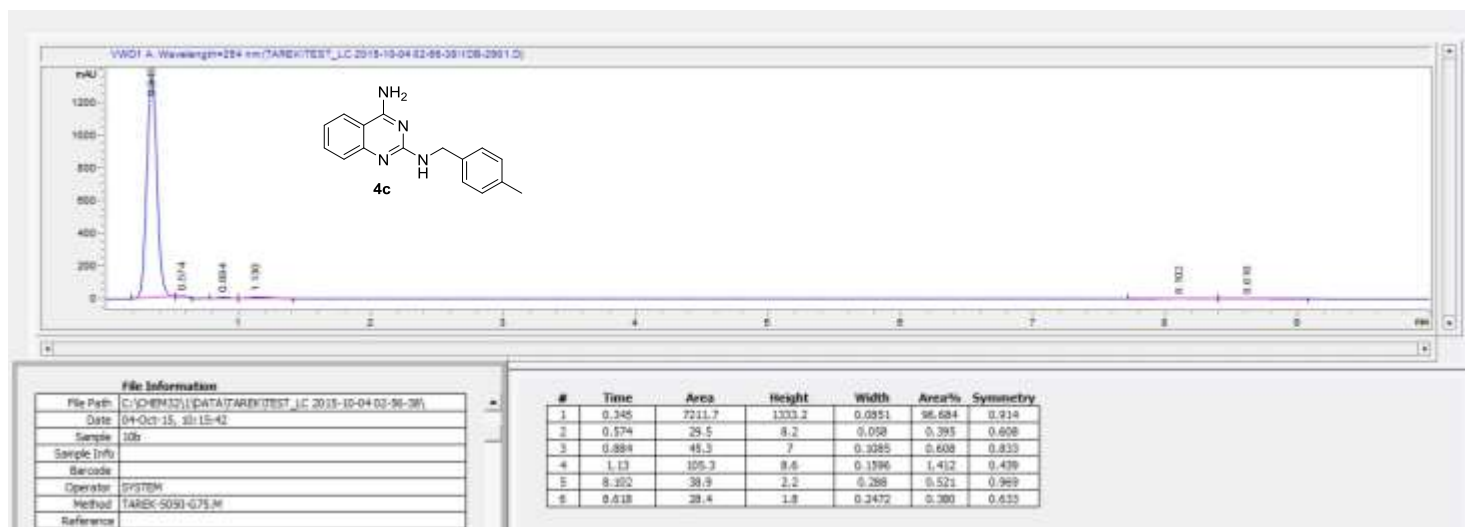 VWD1 A, Wavelength=254 nm (TAREK\TEST_LC 2015-10-04 02-56-38\10B-2901.D)
mAU
1200
1000
800
600
400
200
0
0.574
0.884
1.130
8.102
8.618
NH2
N
N
N
H
4c
1 2 3 4 5 6 7 8 9 min
File Information
File Path C:\CHEM32\1\DATA\TAREK\TEST_LC 2015-10-04 02-56-38\
Date 04-Oct-15, 10:15:42
Sample 10b
Sample Info
Barcode
Operator SYSTEM
Method TAREK-5050-G75.M
Reference
# Time Area Height Width Area% Symmetry
1 0.345 7211.7 1333.2 0.0851 96.684 0.914
2 0.574 29.5 8.2 0.058 0.395 0.608
3 0.884 45.3 7 0.1085 0.608 0.833
4 1.13 105.3 8.6 0.1596 1.412 0.439
5 8.102 38.9 2.2 0.288 0.521 0.969
6 8.618 28.4 1.8 0.2472 0.380 0.633